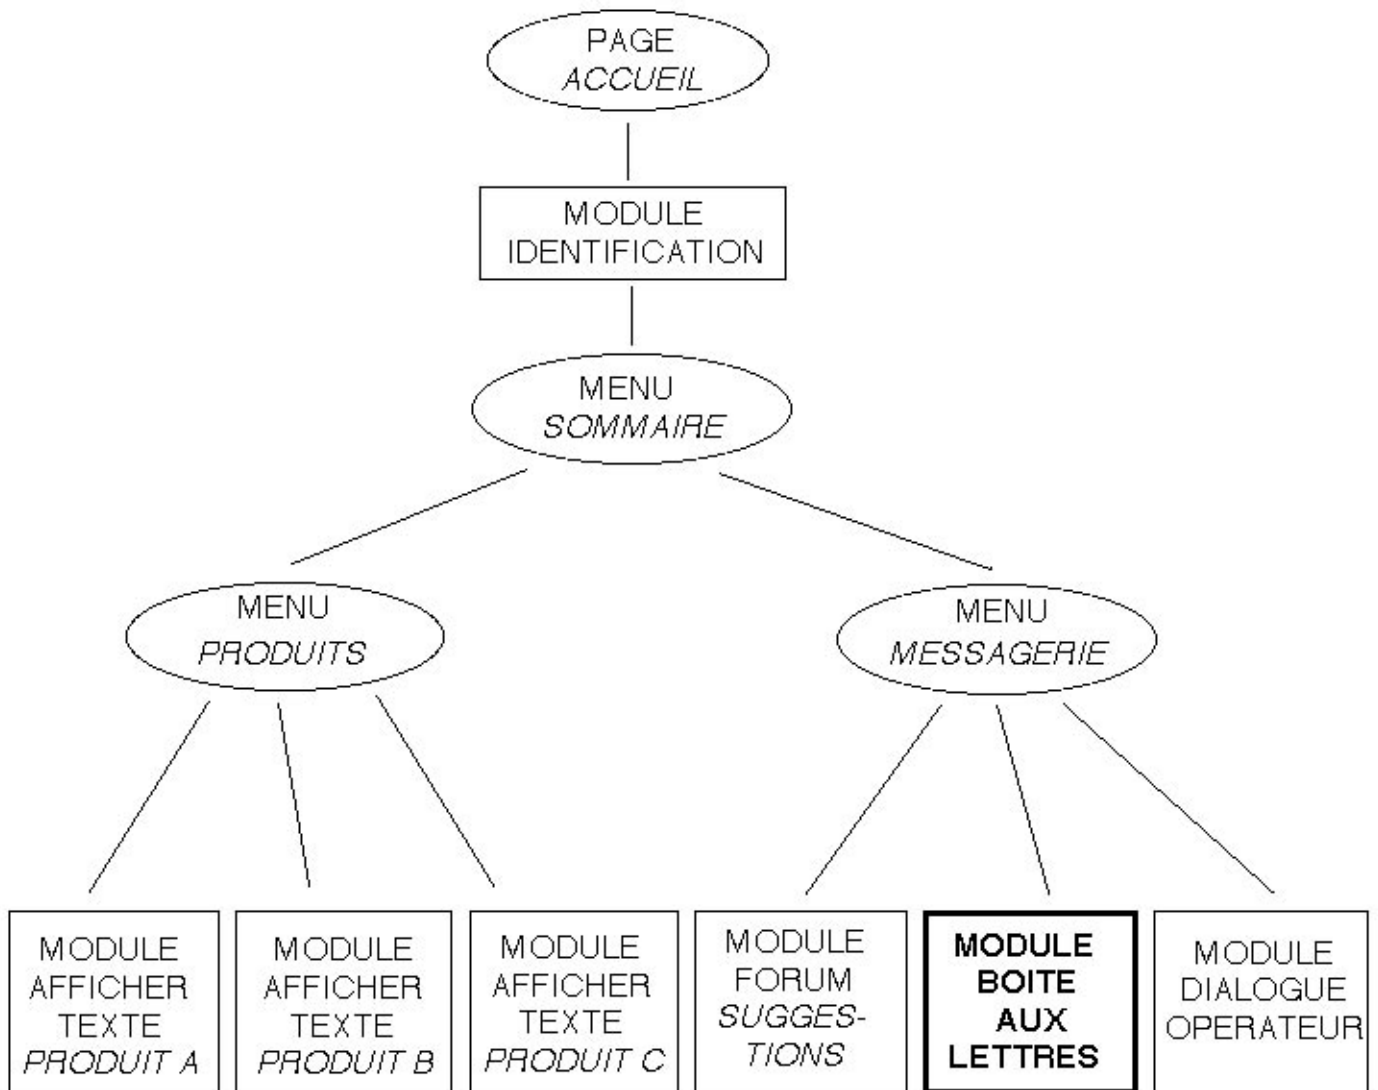 PAGE
ACCUEIL
MODULE
IDENTIFICATION
MENU
SOMMAIRE
MENU
PRODUITS
MENU
MESSAGERIE
MODULE
AFFICHER
TEXTE
PRODUIT A
MODULE
AFFICHER
TEXTE
PRODUIT B
MODULE
AFFICHER
TEXTE
PRODUIT C
MODULE
FORUM
SUGGES-
TIONS
MODULE
BOITE
AUX
LETTRES
MODULE
DIALOGUE
OPERATEUR